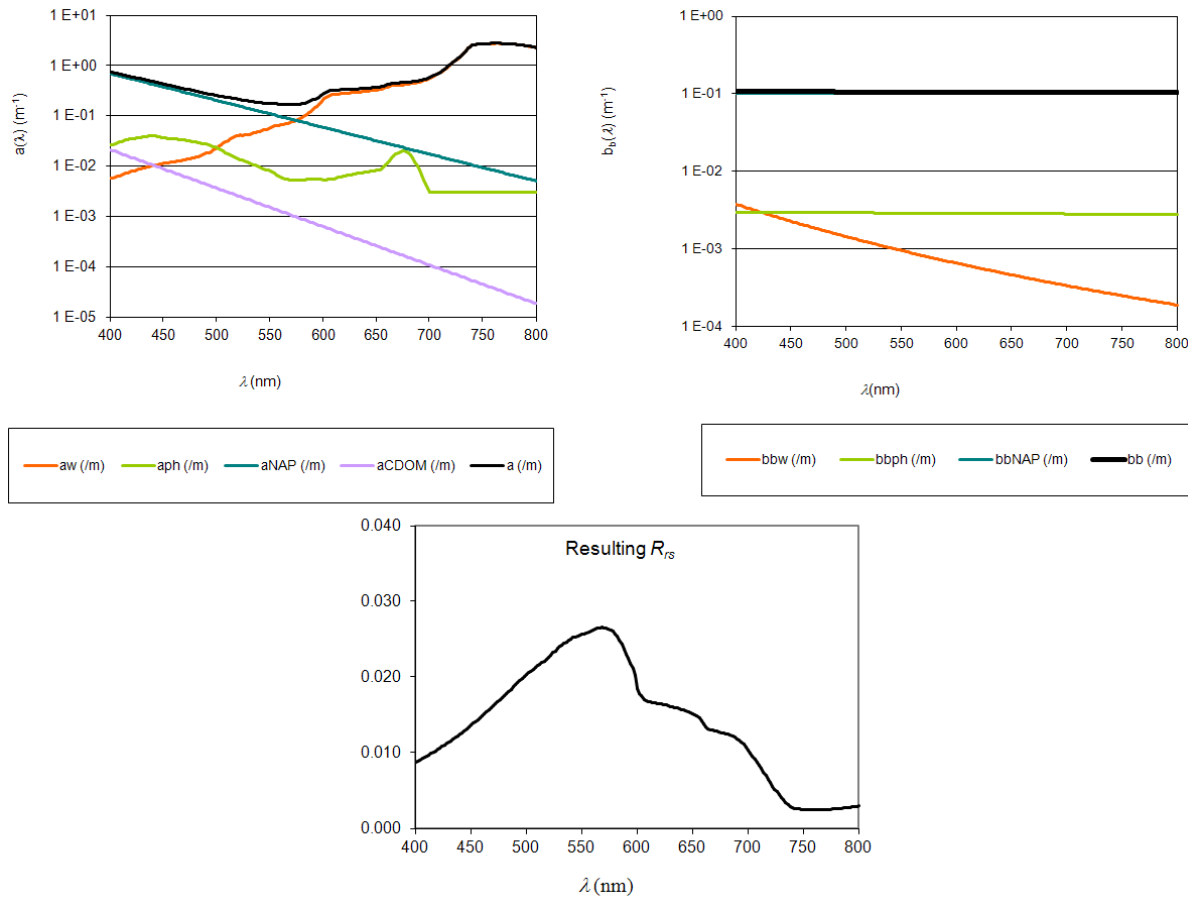 a(λ) (m⁻¹)
1 E+01
1 E+00
1 E-01
1 E-02
1 E-03
1 E-04
1 E-05
400 450 500 550 600 650 700 750 800
λ (nm)
aw (/m) aph (/m) aNAP (/m) aCDOM (/m) a (/m)
b_b(λ) (m⁻¹)
1 E+00
1 E-01
1 E-02
1 E-03
1 E-04
400 450 500 550 600 650 700 750 800
λ(nm)
bbw (/m) bbph (/m) bbNAP (/m) bb (/m)
Resulting R_rs
0.040
0.030
0.020
0.010
0.000
400 450 500 550 600 650 700 750 800
λ (nm)